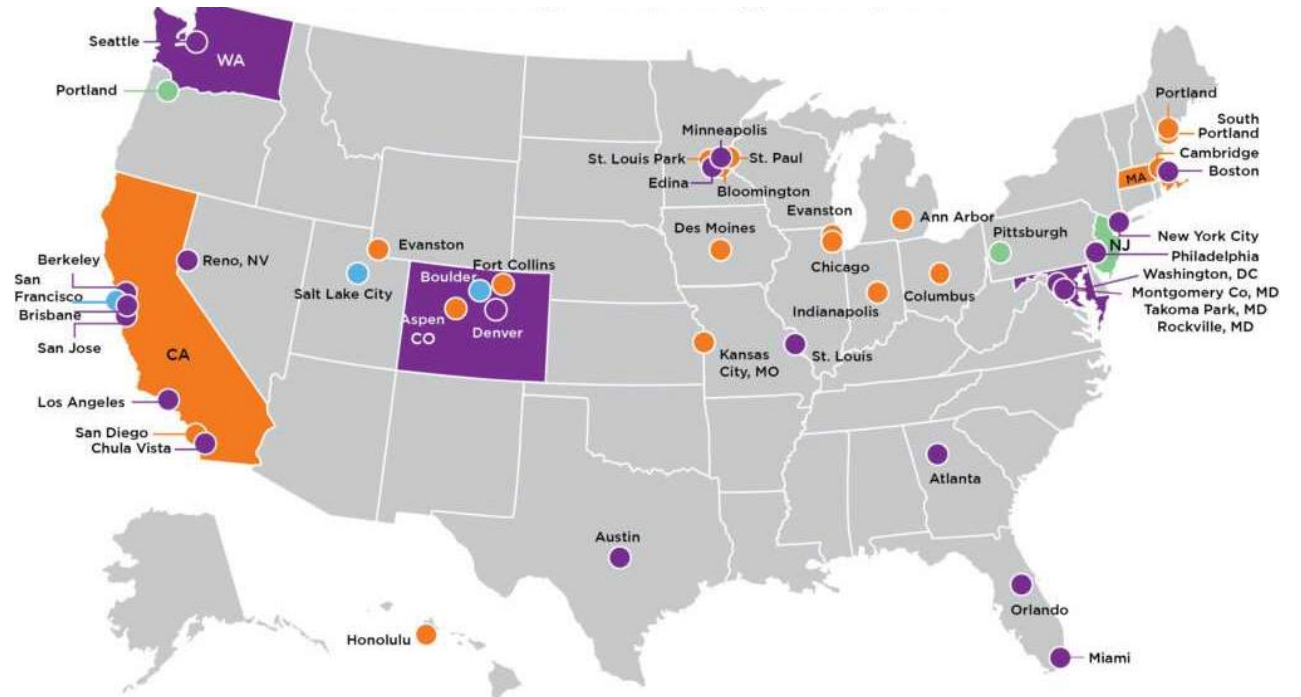 Seattle
WA
Portland
Berkeley
San
Francisco
Brisbane
San Jose
CA
Los Angeles
San Diego
Chula Vista
Reno, NV
Salt Lake City
Evanston
Fort Collins
Boulder
Aspen
CO
Denver
Minneapolis
St. Louis Park
St. Paul
Edina
Bloomington
Des Moines
Evanston
Chicago
Ann Arbor
Indianapolis
Columbus
Kansas
City, MO
St. Louis
Pittsburgh
Portland
South
Portland
Cambridge
MA
Boston
New York City
NJ
Philadelphia
Washington, DC
Montgomery Co, MD
Takoma Park, MD
Rockville, MD
Atlanta
Austin
Orlando
Miami
Honolulu